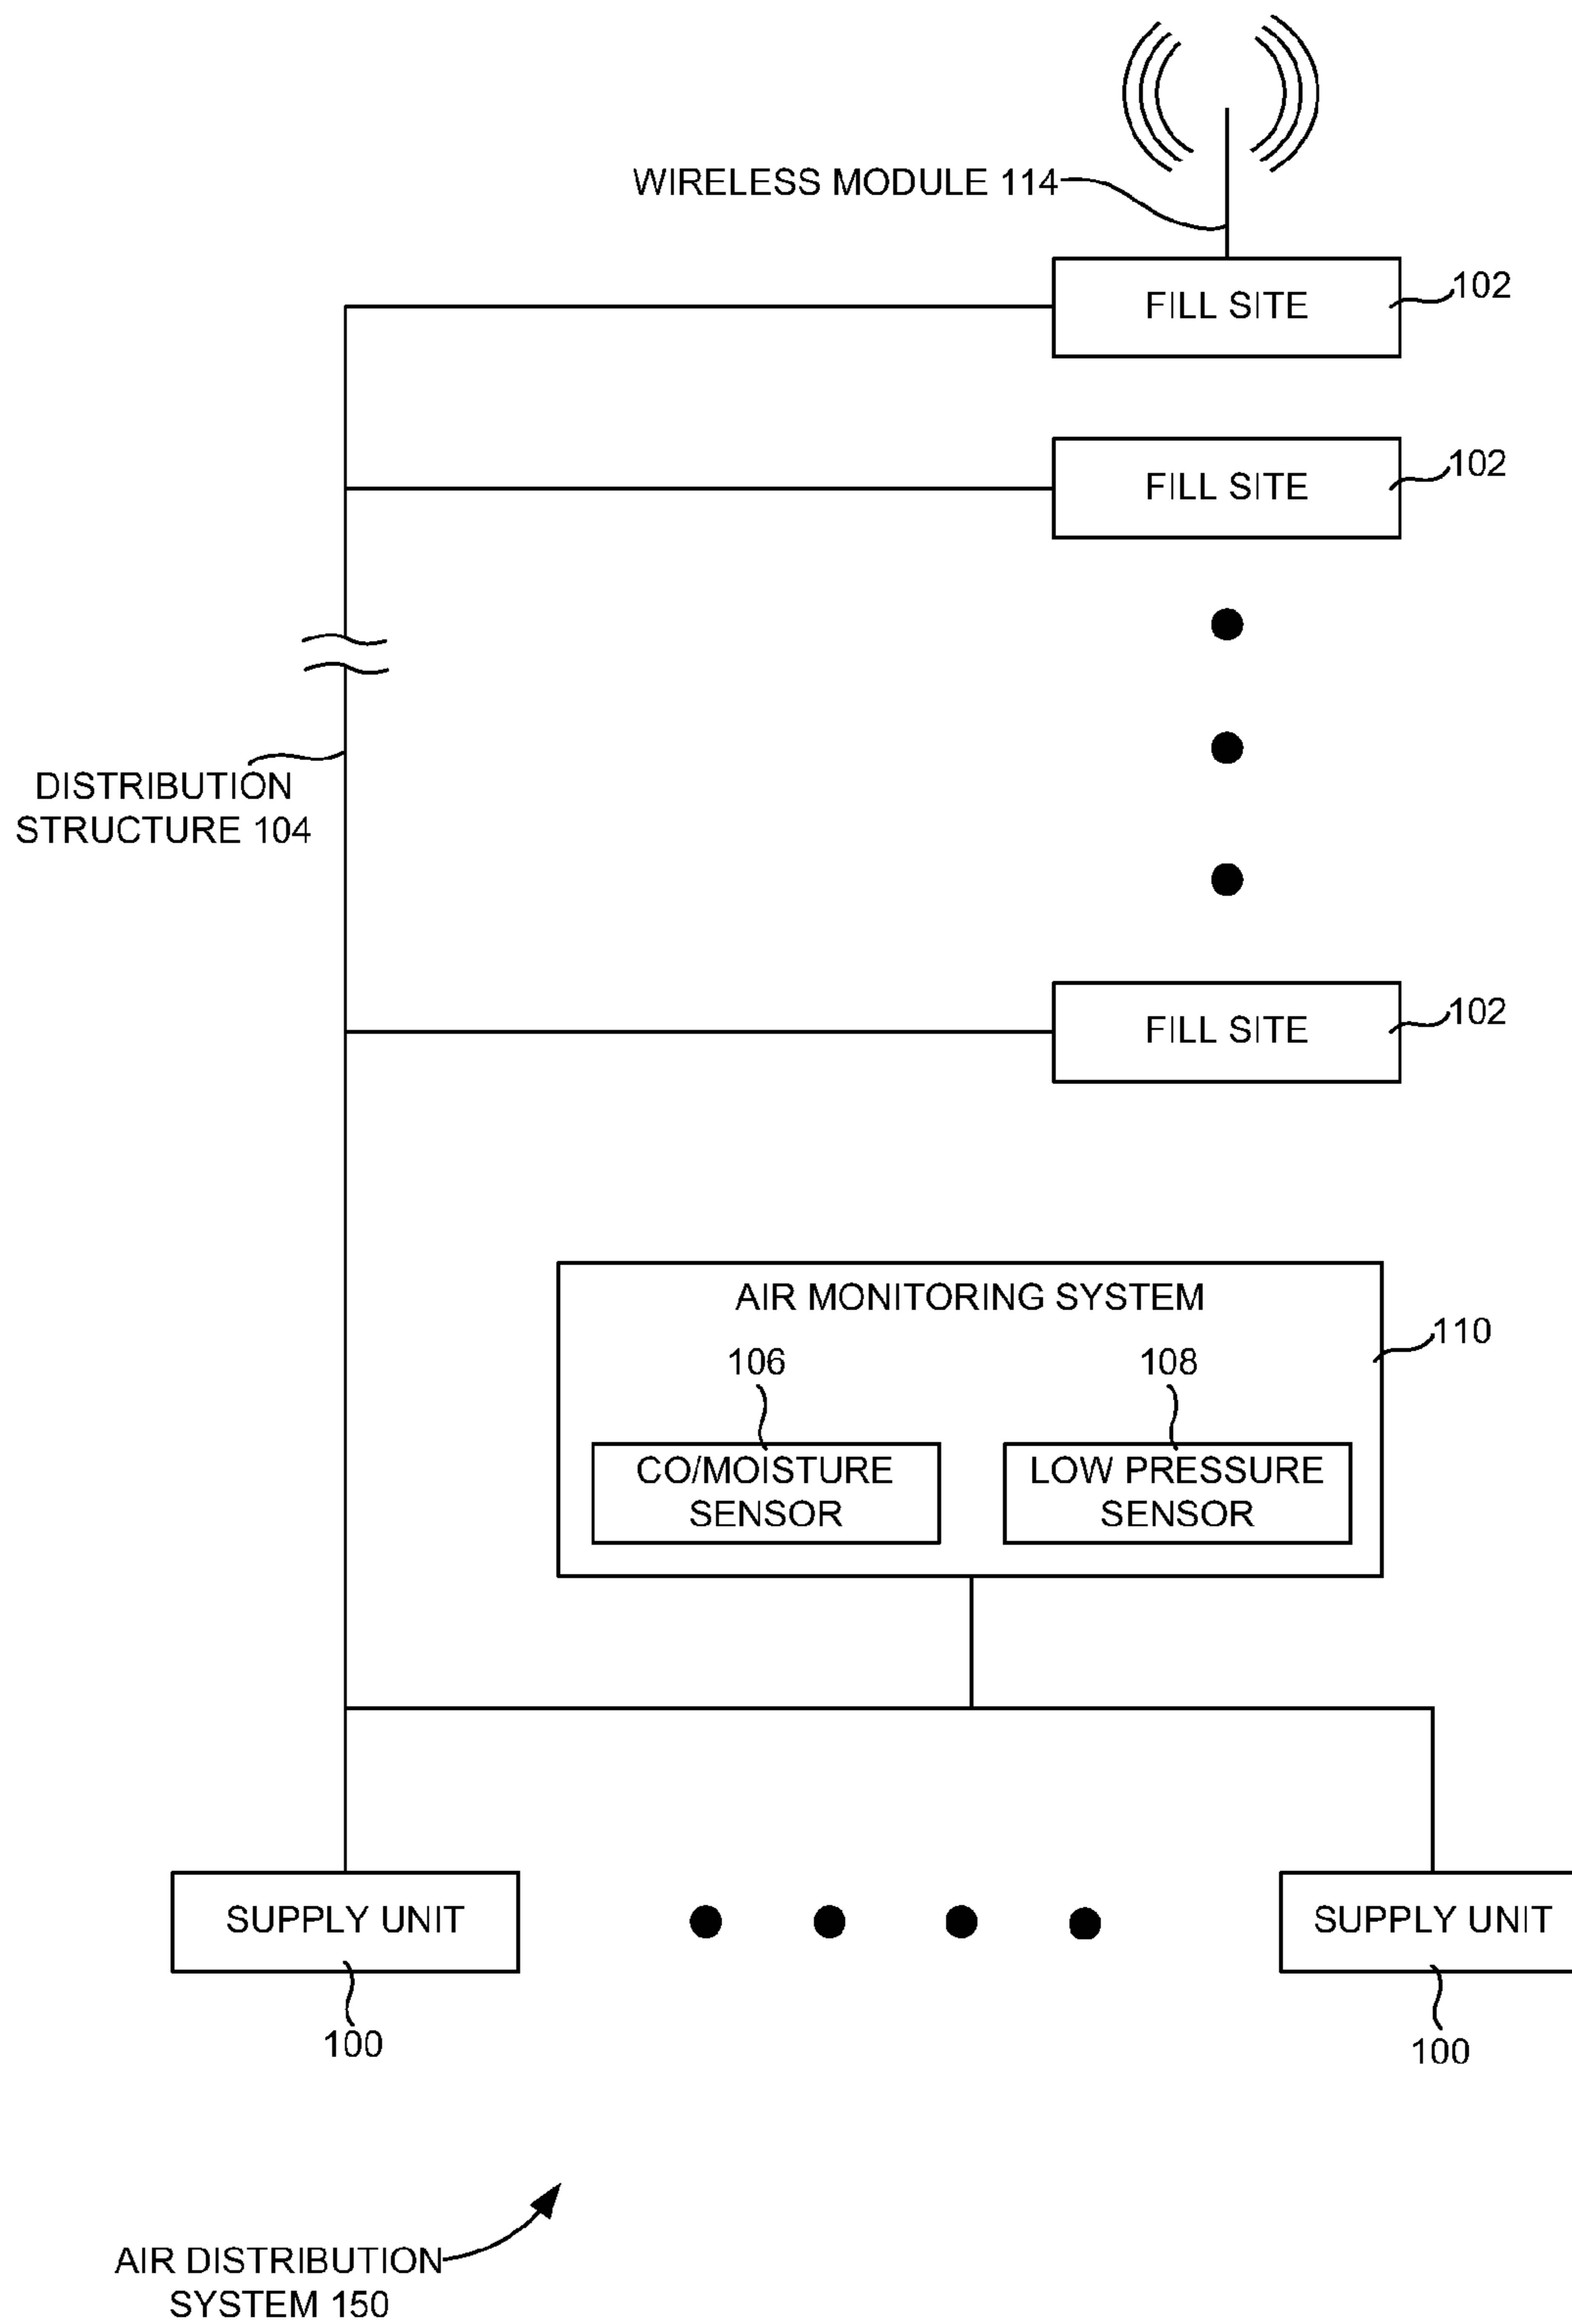 WIRELESS MODULE 114
FILL SITE
102
FILL SITE
102
DISTRIBUTION
STRUCTURE 104
FILL SITE
102
AIR MONITORING SYSTEM
110
106
108
CO/MOISTURE
SENSOR
LOW PRESSURE
SENSOR
SUPPLY UNIT
SUPPLY UNIT
100
100
AIR DISTRIBUTION
SYSTEM 150